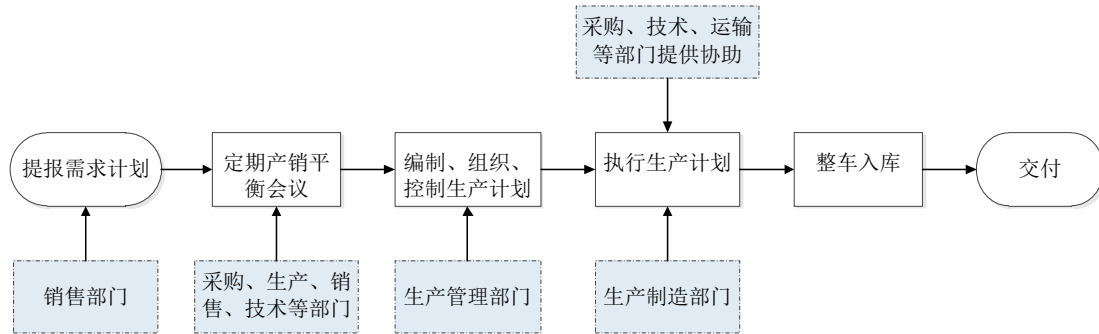 采购、技术、运输
等部门提供协助
提报需求计划
定期产销平
衡会议
编制、组织、
控制生产计划
执行生产计划
整车入库
交付
销售部门
采购、生产、销
售、技术等部门
生产管理部门
生产制造部门